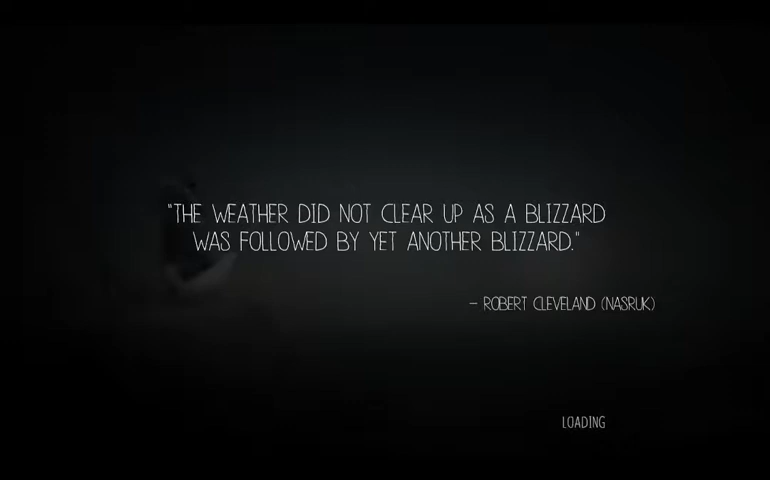 "THE WEATHER DID NOT CLEAR UP AS A BLIZZARD
WAS FOLLOWED BY YET ANOTHER BLIZZARD."
– ROBERT CLEVELAND (NASRUK)
LOADING